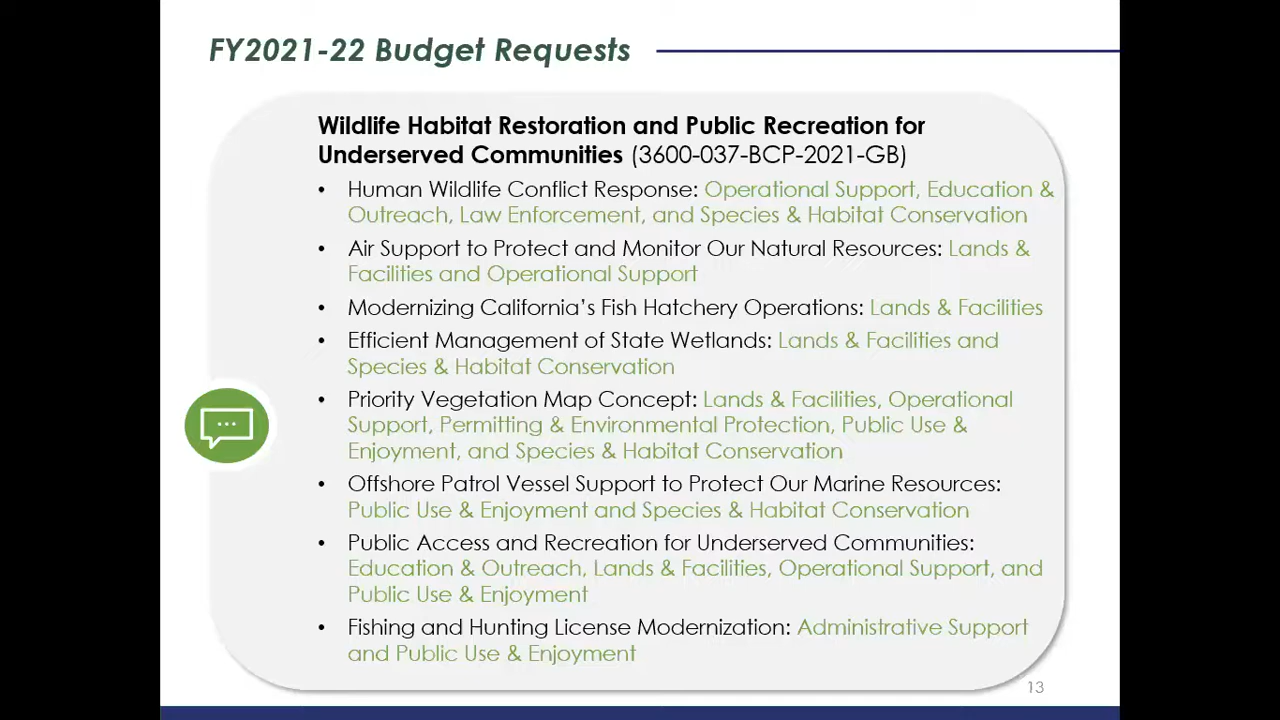 FY2021-22 Budget Requests
Wildlife Habitat Restoration and Public Recreation for
Underserved Communities (3600-037-BCP-2021-GB)
• Human Wildlife Conflict Response: Operational Support, Education &
Outreach, Law Enforcement, and Species & Habitat Conservation
• Air Support to Protect and Monitor Our Natural Resources: Lands &
Facilities and Operational Support
• Modernizing California's Fish Hatchery Operations: Lands & Facilities
• Efficient Management of State Wetlands: Lands & Facilities and
Species & Habitat Conservation
• Priority Vegetation Map Concept: Lands & Facilities, Operational
Support, Permitting & Environmental Protection, Public Use &
Enjoyment, and Species & Habitat Conservation
• Offshore Patrol Vessel Support to Protect Our Marine Resources:
Public Use & Enjoyment and Species & Habitat Conservation
• Public Access and Recreation for Underserved Communities:
Education & Outreach, Lands & Facilities, Operational Support, and
Public Use & Enjoyment
• Fishing and Hunting License Modernization: Administrative Support
and Public Use & Enjoyment
13